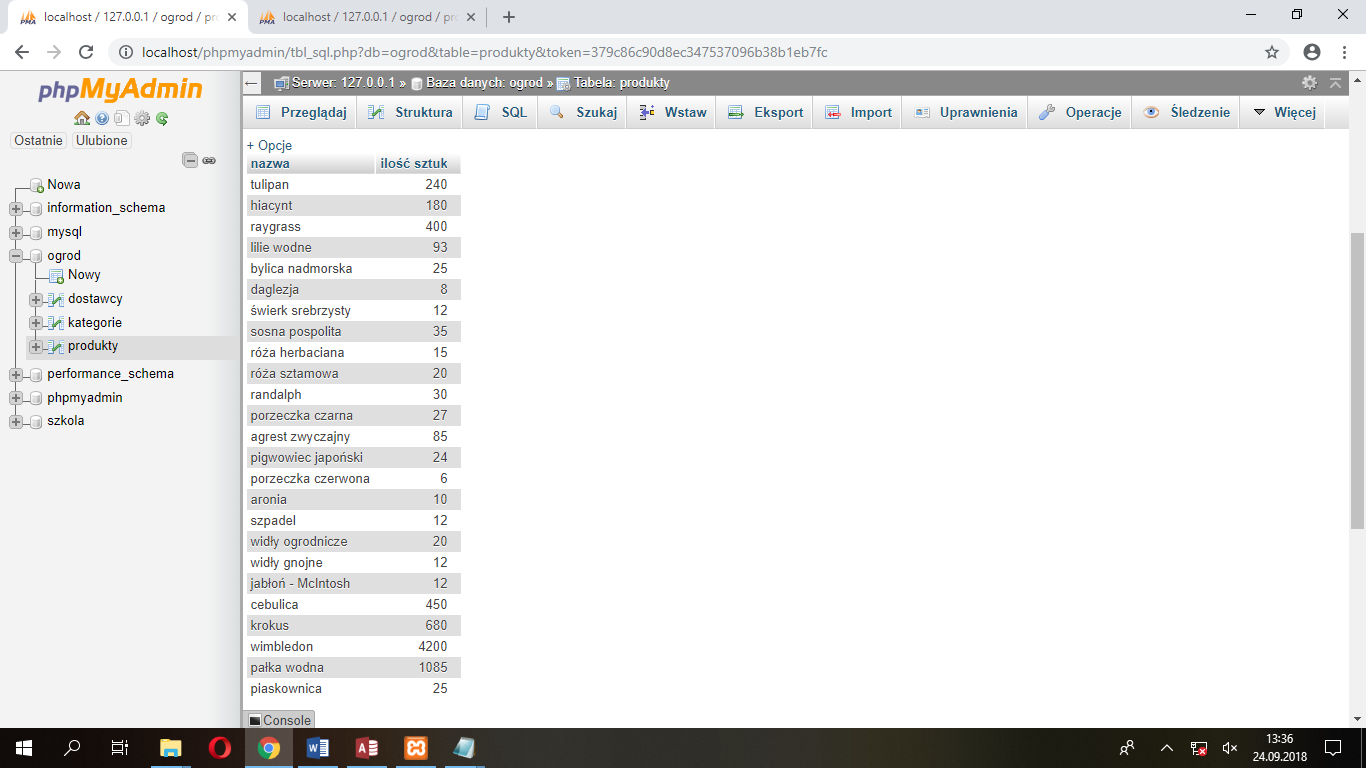 localhost / 127.0.0.1 / ogrod / pro
localhost / 127.0.0.1 / ogrod / pro
PMA
PMA
localhost/phpmyadmin/tbl_sql.php?db=ogrod&table=produkty&token=379c86c90d8ec347537096b38b1eb7fc
phpMyAdmin
Ostatnie Ulubione
Nowa
information_schema
mysql
ogrod
Nowy
dostawcy
kategorie
produkty
performance_schema
phpmyadmin
szkola
Serwer: 127.0.0.1 » Baza danych: ogrod » Tabela: produkty
Przeglądaj Struktura SQL Szukaj Wstaw Eksport Import Uprawnienia Operacje Śledzenie Więcej
+ Opcje
nazwa ilość sztuk
tulipan 240
hiacynt 180
raygrass 400
lilie wodne 93
bylica nadmorska 25
daglezja 8
świerk srebrzysty 12
sosna pospolita 35
róża herbaciana 15
róża sztamowa 20
randalph 30
porzeczka czarna 27
agrest zwyczajny 85
pigwowiec japoński 24
porzeczka czerwona 6
aronia 10
szpadel 12
widły ogrodnicze 20
widły gnojne 12
jabłoń - McIntosh 12
cebulica 450
krokus 680
wimbledon 4200
pałka wodna 1085
piaskownica 25
Console
13:36
24.09.2018